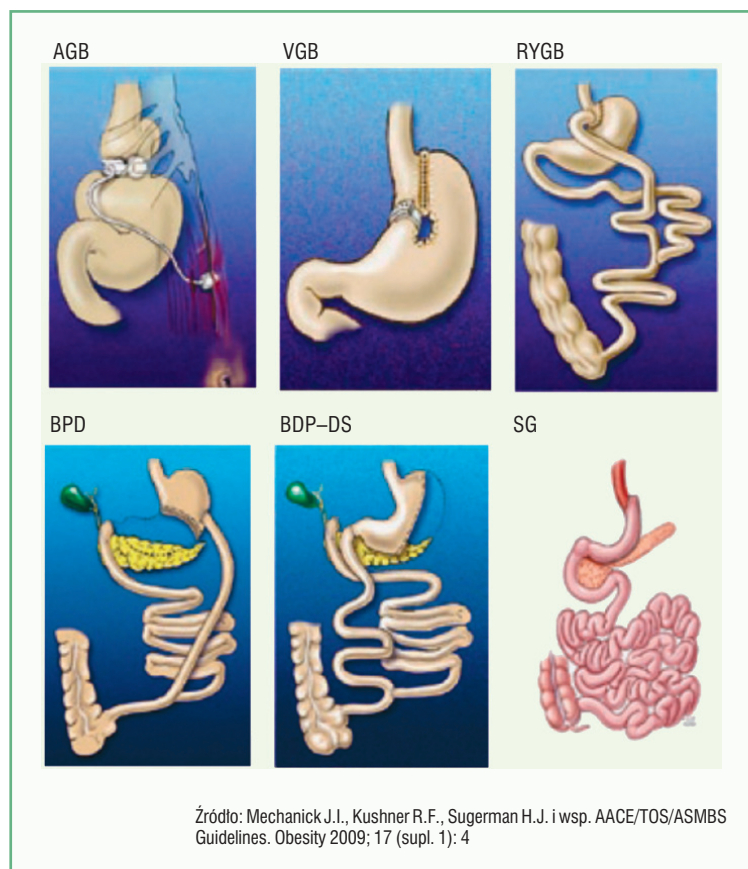 AGB VGB RYGB
BPD BDP–DS SG
Źródło: Mechanick J.I., Kushner R.F., Sugerman H.J. i wsp. AACE/TOS/ASMBS
Guidelines. Obesity 2009; 17 (supl. 1): 4